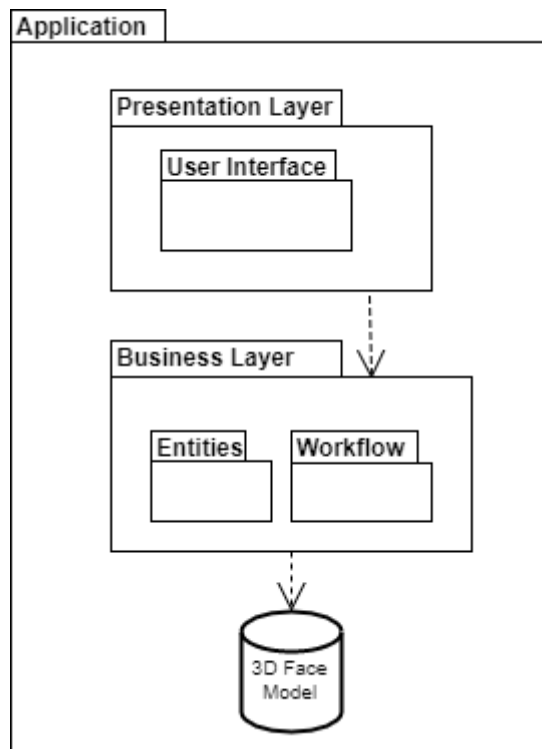 Application
Presentation Layer
User Interface
Business Layer
Entities
Workflow
3D Face
Model